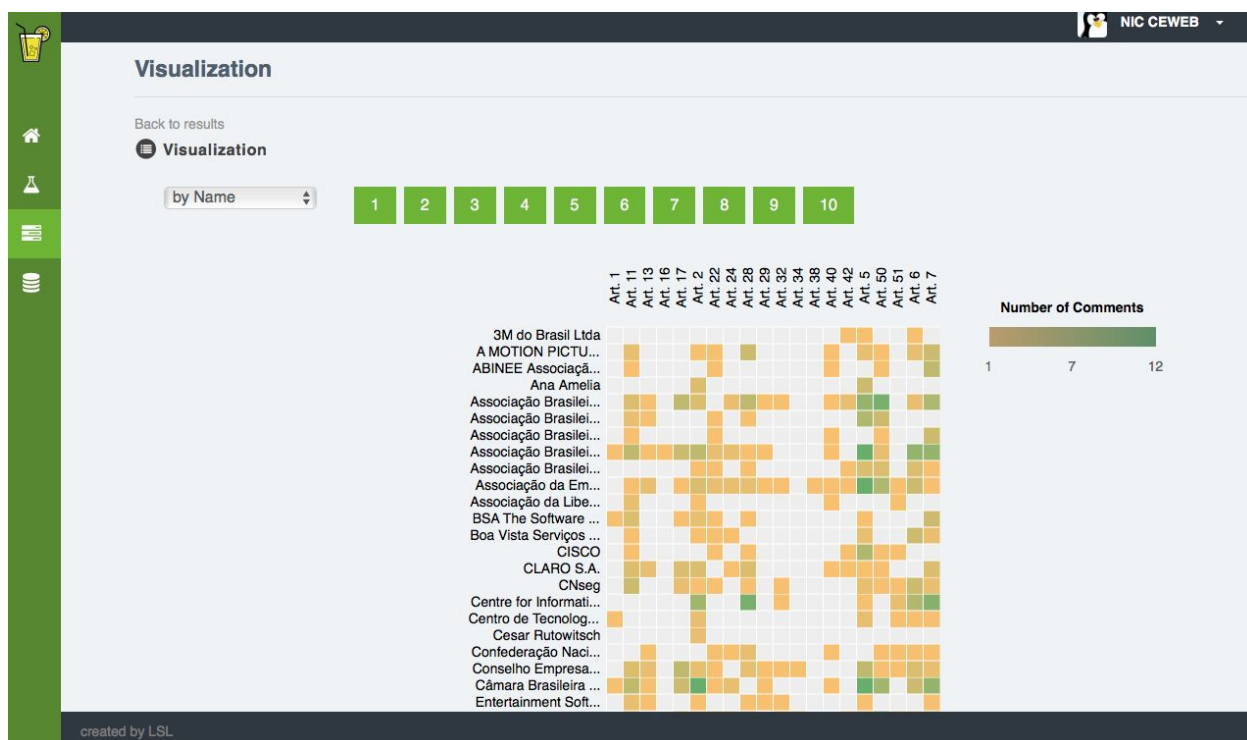 NIC CEWEB
Visualization
Back to results
Visualization
by Name
1 2 3 4 5 6 7 8 9 10
Art. 1
Art. 11
Art. 13
Art. 16
Art. 17
Art. 2
Art. 22
Art. 24
Art. 28
Art. 29
Art. 32
Art. 34
Art. 38
Art. 40
Art. 42
Art. 5
Art. 50
Art. 51
Art. 6
Art. 7
Number of Comments
1 7 12
3M do Brasil Ltda
A MOTION PICTU...
ABINEE Associaçã...
Ana Amelia
Associação Brasilei...
Associação Brasilei...
Associação Brasilei...
Associação Brasilei...
Associação Brasilei...
Associação da Em...
Associação da Libe...
BSA The Software ...
Boa Vista Serviços ...
CISCO
CLARO S.A.
CNseg
Centre for Informati...
Centro de Tecnolog...
Cesar Rutowitsch
Confederação Naci...
Conselho Empresa...
Câmara Brasileira ...
Entertainment Soft...
created by LSL